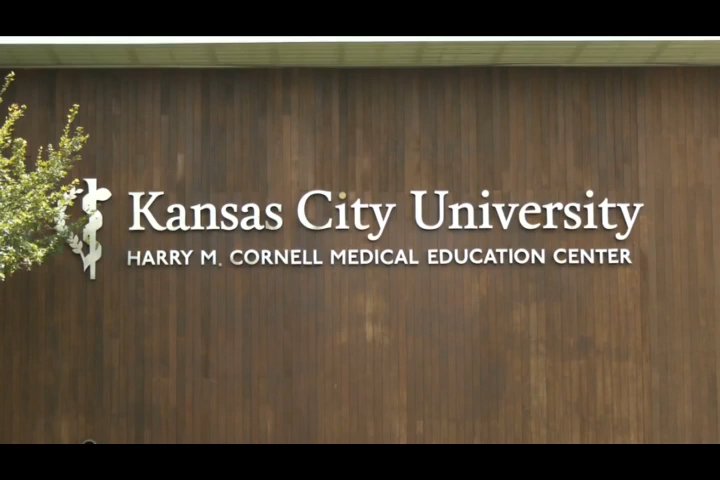 Kansas City University
HARRY M. CORNELL MEDICAL EDUCATION CENTER